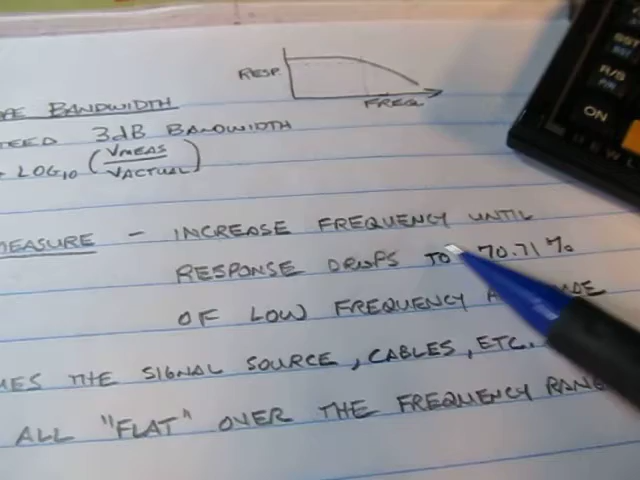 RESP.
FREQ.
BANDWIDTH
3dB BANDWIDTH
LOG10 (VMEAS / VACTUAL)
MEASURE - INCREASE FREQUENCY UNTIL
RESPONSE DROPS TO 70.71%
OF LOW FREQUENCY
THE SIGNAL SOURCE, CABLES, ETC.
ALL "FLAT" OVER THE FREQUENCY
R/S
ON